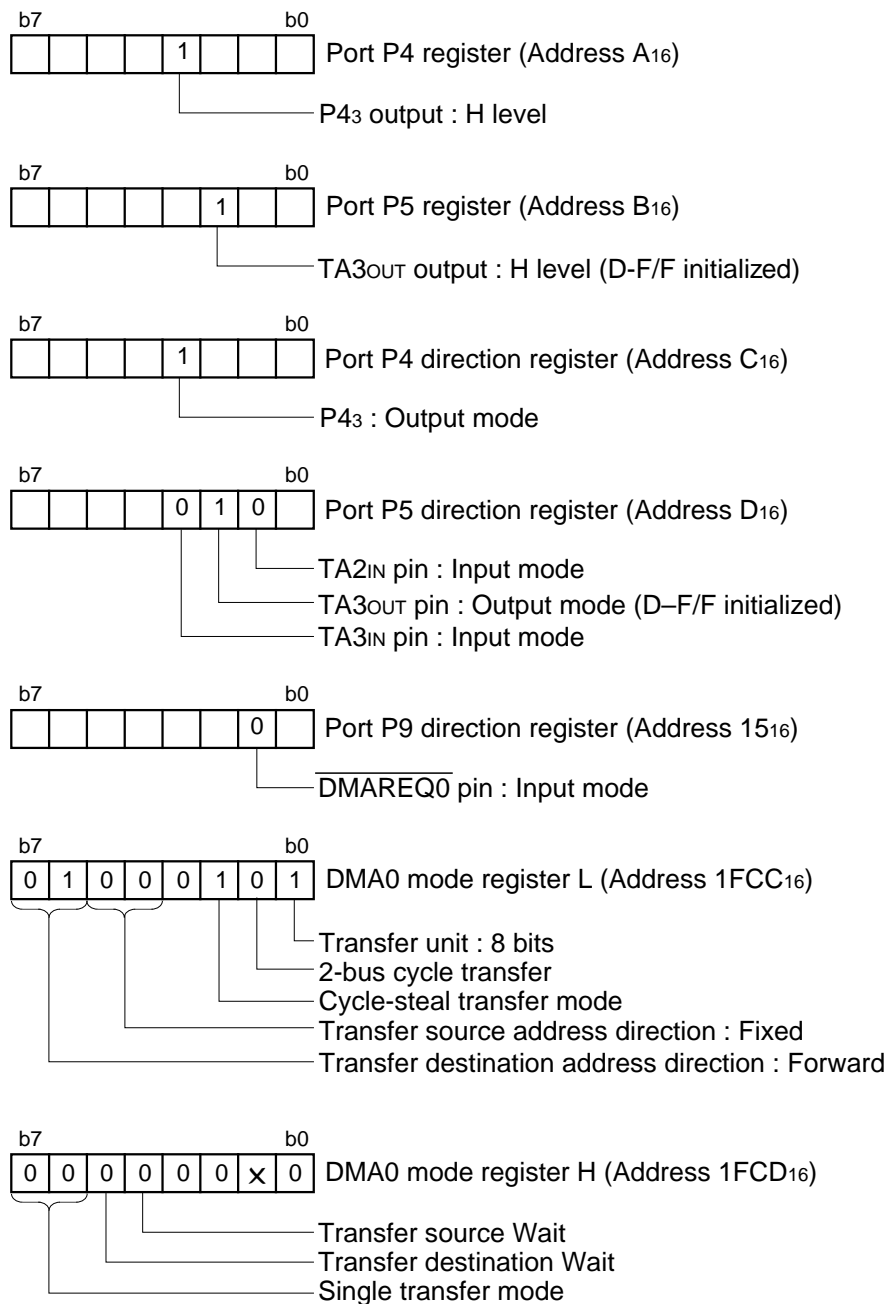 b7 b0
1 Port P4 register (Address A16)
P43 output : H level
b7 b0
1 Port P5 register (Address B16)
TA3OUT output : H level (D-F/F initialized)
b7 b0
1 Port P4 direction register (Address C16)
P43 : Output mode
b7 b0
0 1 0 Port P5 direction register (Address D16)
TA2IN pin : Input mode
TA3OUT pin : Output mode (D–F/F initialized)
TA3IN pin : Input mode
b7 b0
0 Port P9 direction register (Address 1516)
DMAREQ0 pin : Input mode
b7 b0
0 1 0 0 0 1 0 1 DMA0 mode register L (Address 1FCC16)
Transfer unit : 8 bits
2-bus cycle transfer
Cycle-steal transfer mode
Transfer source address direction : Fixed
Transfer destination address direction : Forward
b7 b0
0 0 0 0 0 0 x 0 DMA0 mode register H (Address 1FCD16)
Transfer source Wait
Transfer destination Wait
Single transfer mode